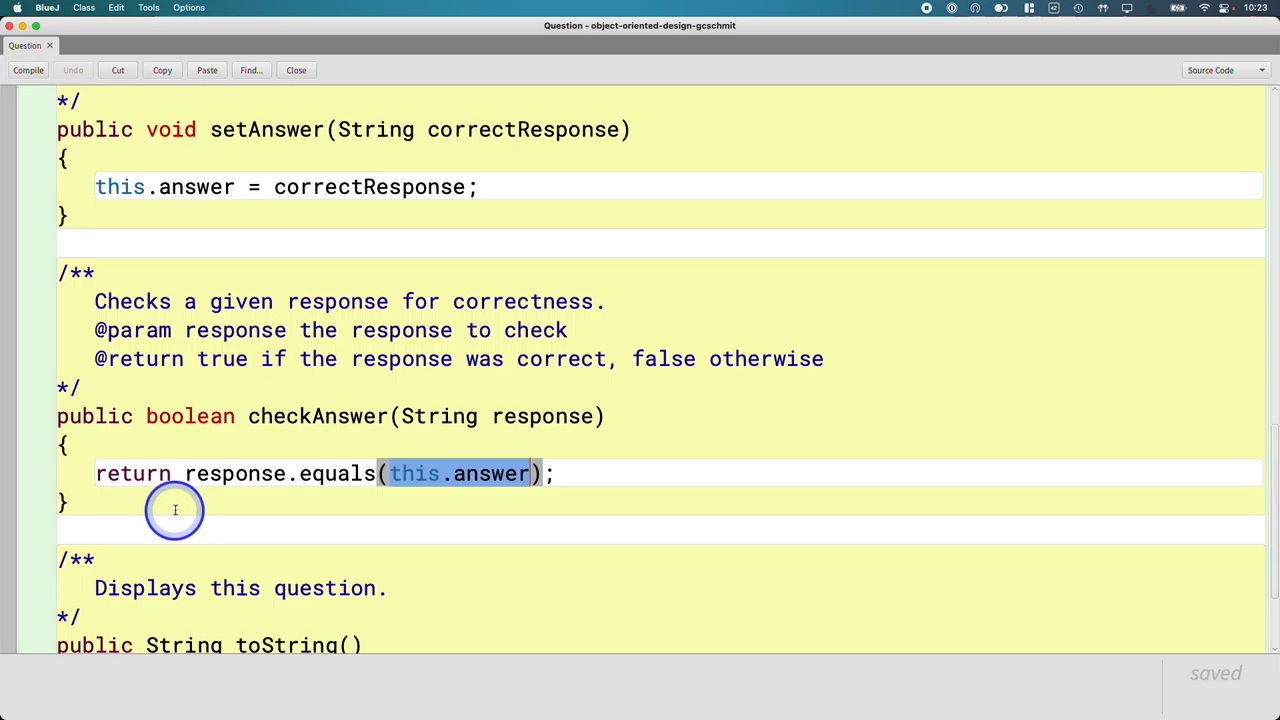 BlueJ Class Edit Tools Options 10:23
Question - object-oriented-design-gcschmit
Question ×
Compile Undo Cut Copy Paste Find... Close Source Code
*/
public void setAnswer(String correctResponse)
{
this.answer = correctResponse;
}
/**
Checks a given response for correctness.
@param response the response to check
@return true if the response was correct, false otherwise
*/
public boolean checkAnswer(String response)
{
return response.equals(this.answer);
}
/**
Displays this question.
*/
public String toString()
saved